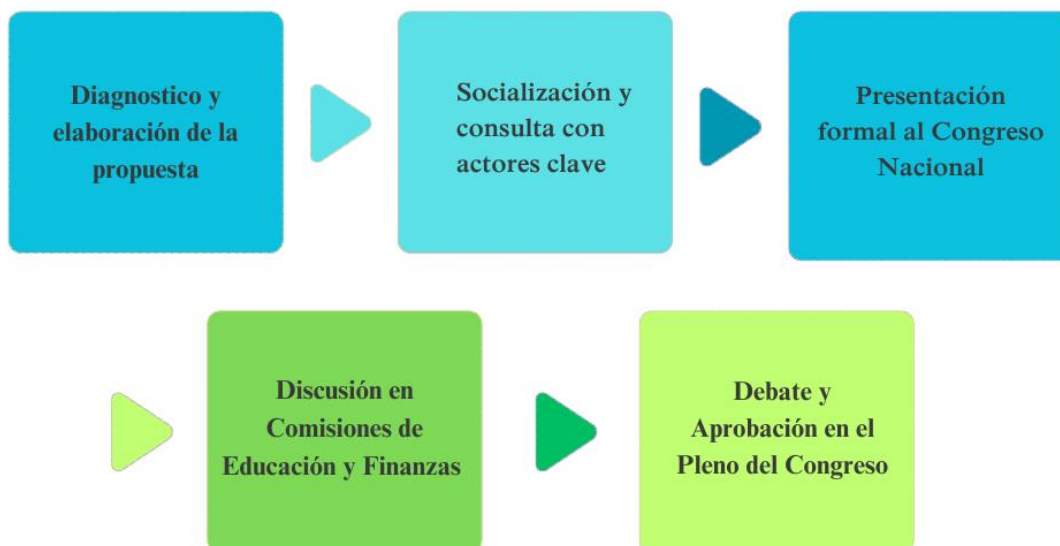 Diagnostico y
elaboración de la
propuesta
Socialización y
consulta con
actores clave
Presentación
formal al Congreso
Nacional
Discusión en
Comisiones de
Educación y Finanzas
Debate y
Aprobación en el
Pleno del Congreso